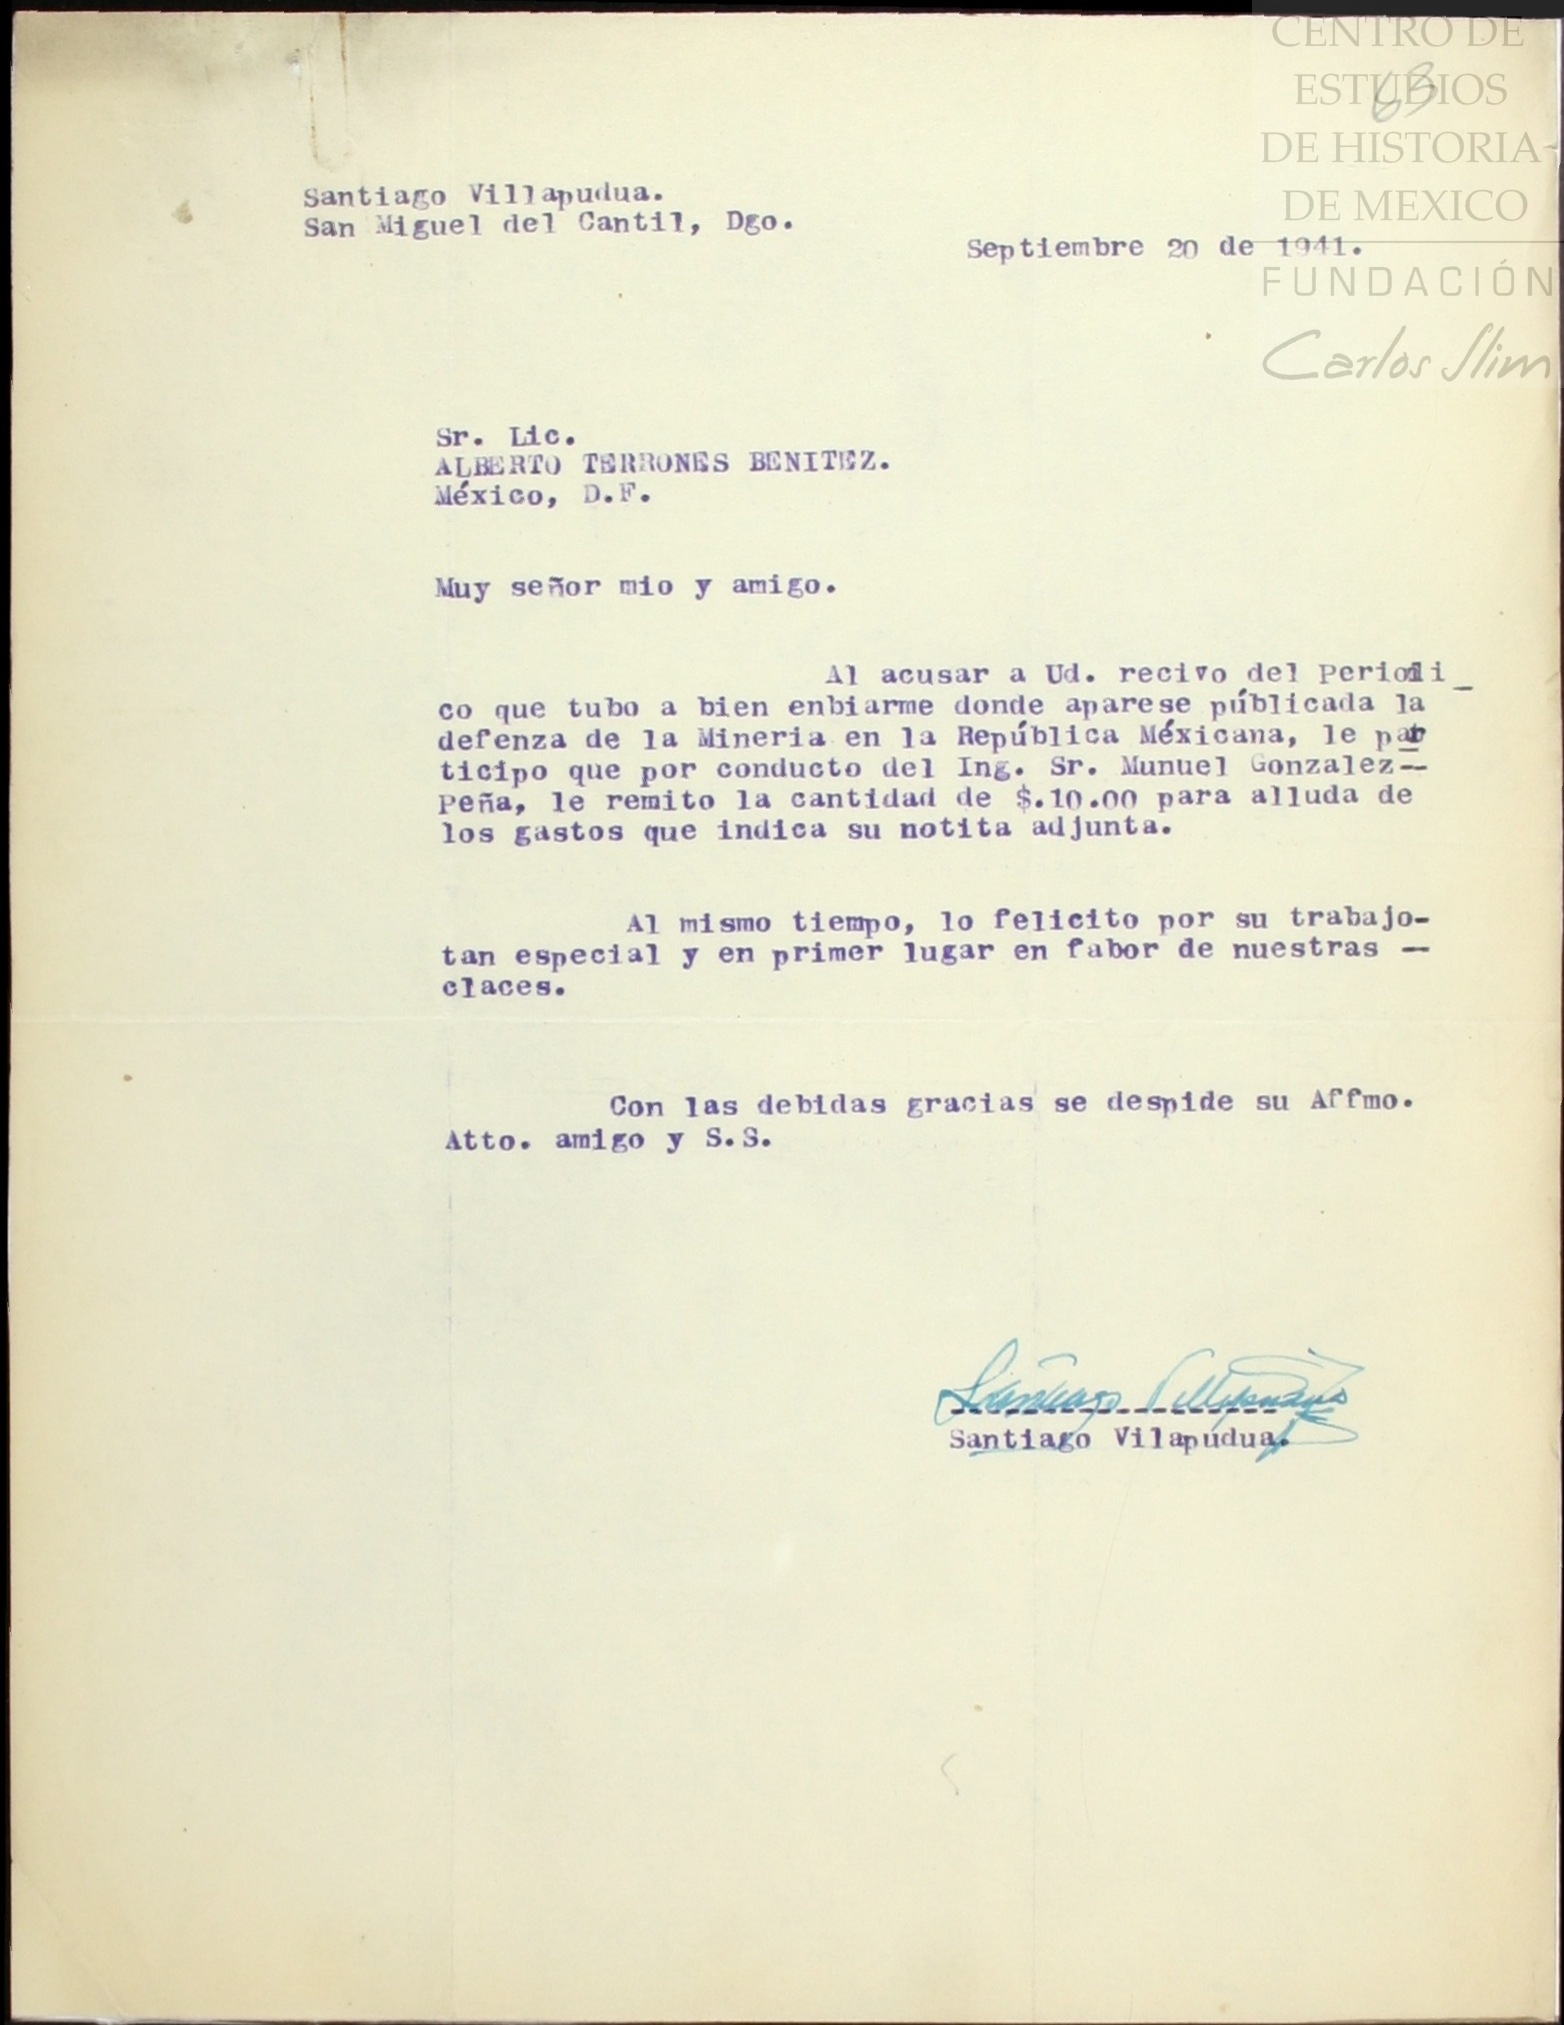 CENTRO DE
ESTUDIOS
DE HISTORIA
DE MEXICO
FUNDACIÓN
Carlos Slim
63
Santiago Villapudua.
San Miguel del Cantil, Dgo.
Septiembre 20 de 1941.
Sr. Lic.
ALBERTO TERRONES BENITEZ.
México, D.F.
Muy señor mio y amigo.
Al acusar a Ud. recivo del Periodi_
co que tubo a bien enbiarme donde aparese públicada la
defenza de la Mineria en la República Méxicana, le par
ticipo que por conducto del Ing. Sr. Munuel Gonzalez--
Peña, le remito la cantidad de $.10.00 para alluda de
los gastos que indica su notita adjunta.
Al mismo tiempo, lo felicito por su trabajo-
tan especial y en primer lugar en fabor de nuestras --
claces.
Con las debidas gracias se despide su Affmo.
Atto. amigo y S.S.
Santiago Villapudua
Santiago Vilapúdua.